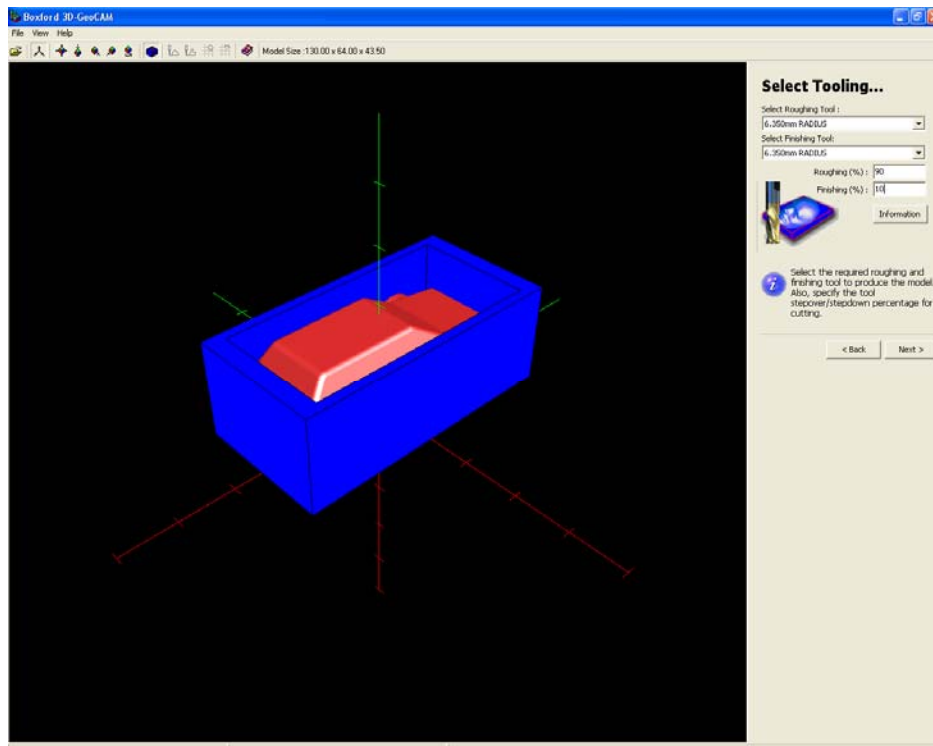 Boxford 3D-GeoCAM
File View Help
Model Size :130.00 x 64.00 x 43.50
Select Tooling...
Select Roughing Tool :
6.350mm RADIUS
Select Finishing Tool:
6.350mm RADIUS
Roughing (%) : 90
Finishing (%) : 10
Information
Select the required roughing and
finishing tool to produce the model.
Also, specify the tool
stepover/stepdown percentage for
cutting.
< Back Next >